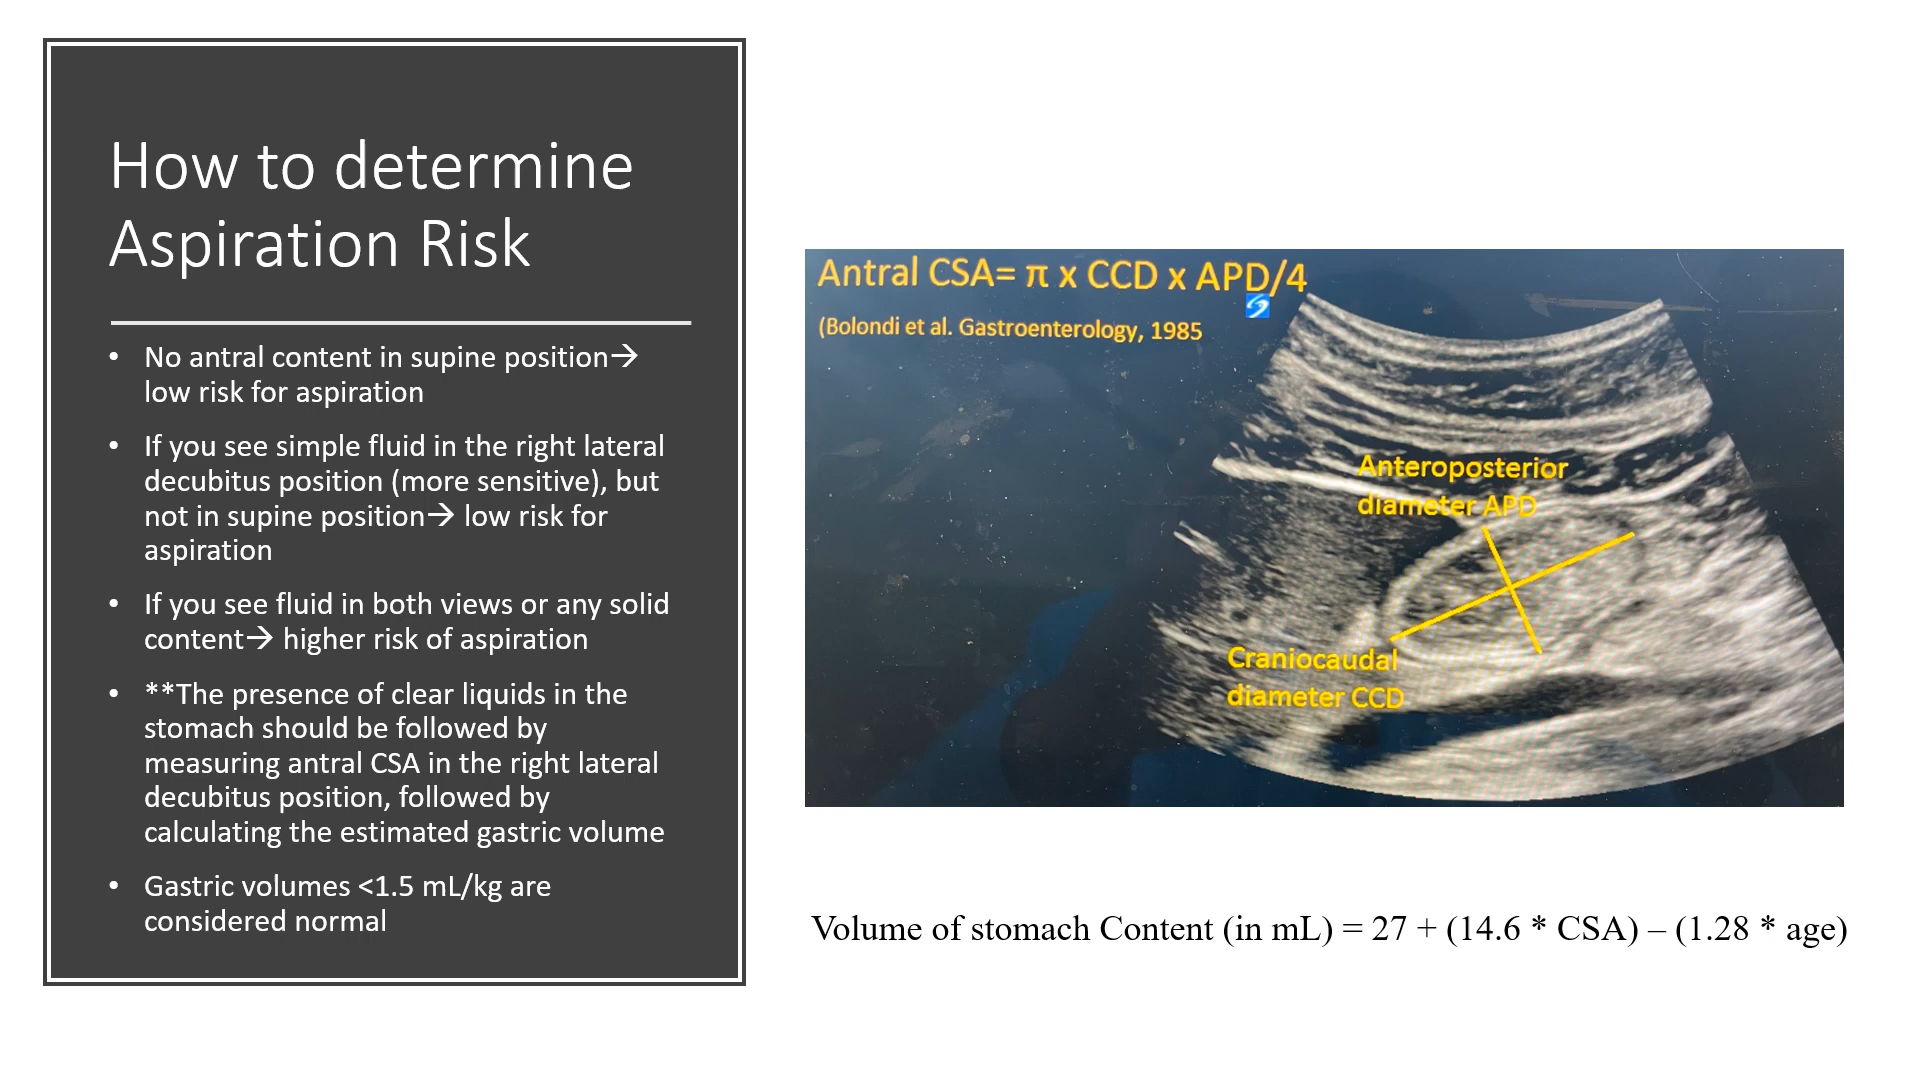 How to determine
Aspiration Risk
• No antral content in supine position→
low risk for aspiration
• If you see simple fluid in the right lateral
decubitus position (more sensitive), but
not in supine position→ low risk for
aspiration
• If you see fluid in both views or any solid
content→ higher risk of aspiration
• **The presence of clear liquids in the
stomach should be followed by
measuring antral CSA in the right lateral
decubitus position, followed by
calculating the estimated gastric volume
• Gastric volumes <1.5 mL/kg are
considered normal
Antral CSA= π x CCD x APD/4
(Bolondi et al. Gastroenterology, 1985
Anteroposterior
diameter APD
Craniocaudal
diameter CCD
Volume of stomach Content (in mL) = 27 + (14.6 * CSA) – (1.28 * age)